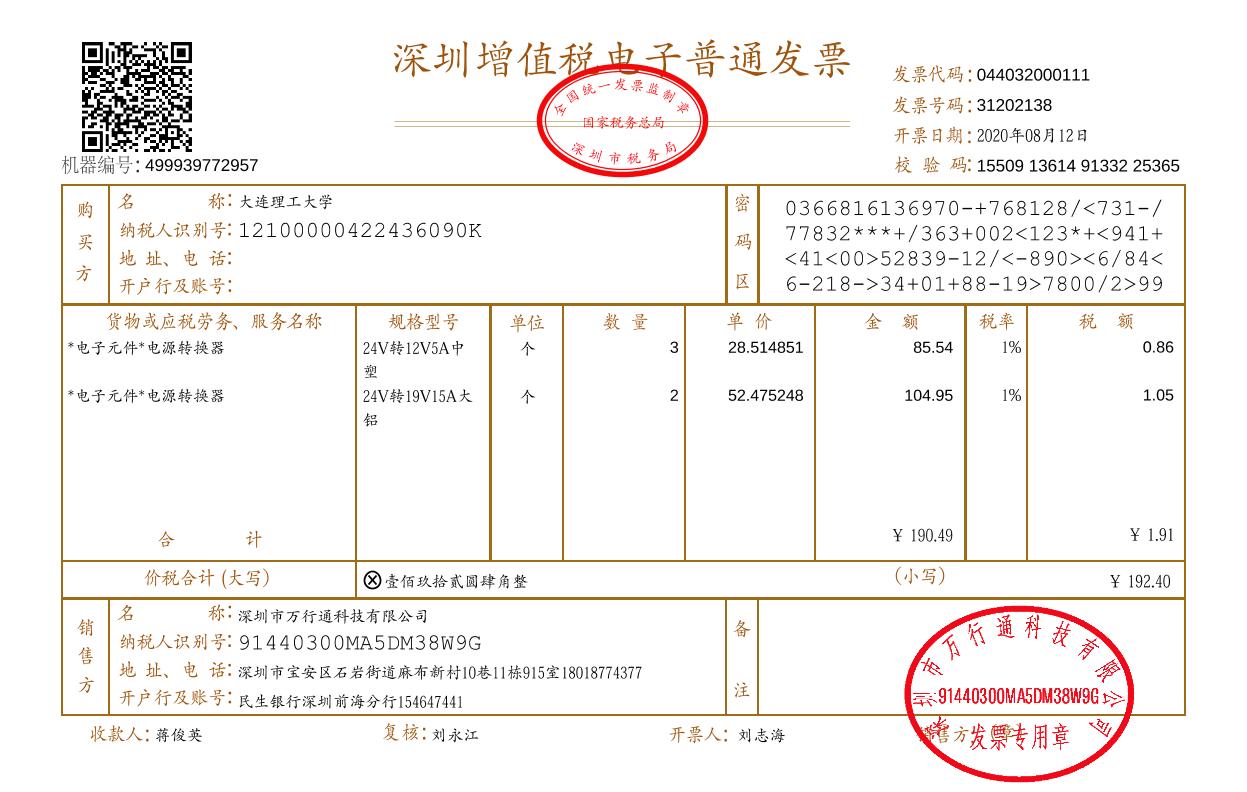 深圳增值税电子普通发票
全国统一发票监制章
国家税务总局
深圳市税务局
发票代码:044032000111
发票号码:31202138
开票日期:2020年08月12日
校 验 码:15509 13614 91332 25365
机器编号:499939772957
购买方
名 称:大连理工大学
纳税人识别号:12100000422436090K
地 址、电 话:
开户行及账号:
密码区
0366816136970-+768128/<731-/
77832***+/363+002<123*+<941+
<41<00>52839-12/<-890><6/84<
6-218->34+01+88-19>7800/2>99
货物或应税劳务、服务名称 规格型号 单位 数 量 单 价 金 额 税率 税 额
*电子元件*电源转换器 24V转12V5A中 个 3 28.514851 85.54 1% 0.86
塑
*电子元件*电源转换器 24V转19V15A大 个 2 52.475248 104.95 1% 1.05
铝
合 计 ¥ 190.49 ¥ 1.91
价税合计 (大写) ⊗壹佰玖拾贰圆肆角整 (小写) ¥ 192.40
销售方
名 称:深圳市万行通科技有限公司
纳税人识别号:91440300MA5DM38W9G
地 址、电 话:深圳市宝安区石岩街道麻布新村10巷11栋915室18018774377
开户行及账号:民生银行深圳前海分行154647441
备注
深圳市万行通科技有限公司
91440300MA5DM38W9G
发票专用章
收款人:蒋俊英 复核:刘永江 开票人:刘志海 销售方